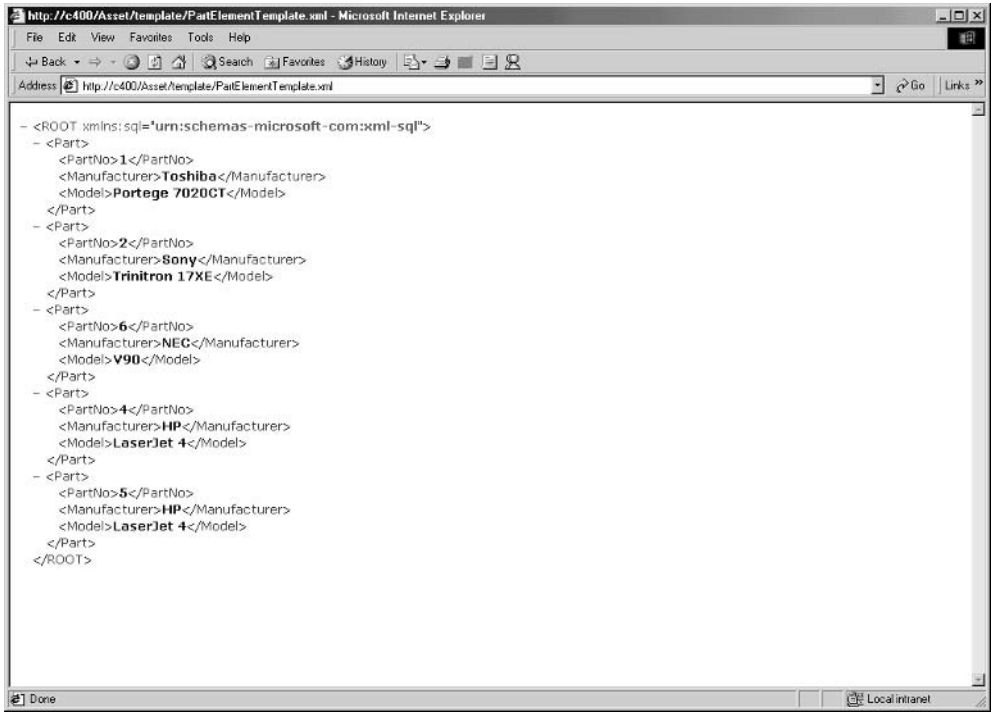 http://c400/Asset/template/PartElementTemplate.xml - Microsoft Internet Explorer
File Edit View Favorites Tools Help
Back Search Favorites History
Address http://c400/Asset/template/PartElementTemplate.xml Go Links »
- <ROOT xmlns:sql="urn:schemas-microsoft-com:xml-sql">
- <Part>
<PartNo>1</PartNo>
<Manufacturer>Toshiba</Manufacturer>
<Model>Portege 7020CT</Model>
</Part>
- <Part>
<PartNo>2</PartNo>
<Manufacturer>Sony</Manufacturer>
<Model>Trinitron 17XE</Model>
</Part>
- <Part>
<PartNo>6</PartNo>
<Manufacturer>NEC</Manufacturer>
<Model>V90</Model>
</Part>
- <Part>
<PartNo>4</PartNo>
<Manufacturer>HP</Manufacturer>
<Model>LaserJet 4</Model>
</Part>
- <Part>
<PartNo>5</PartNo>
<Manufacturer>HP</Manufacturer>
<Model>LaserJet 4</Model>
</Part>
</ROOT>
Done Local intranet